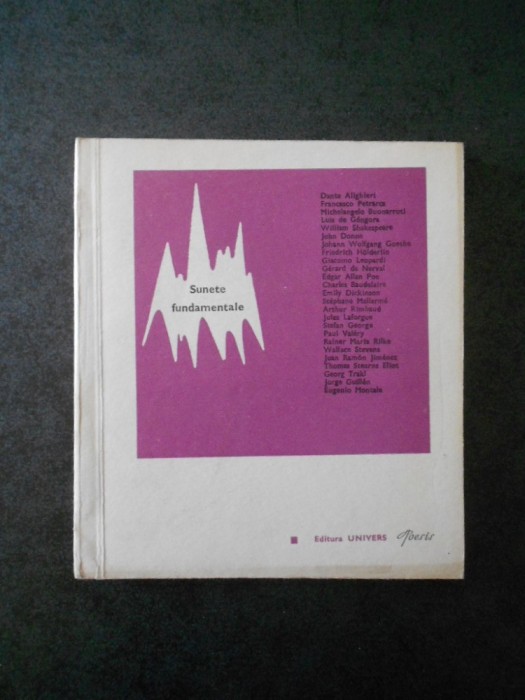 Sunete
fundamentale
Dante Alighieri
Francesco Petrarca
Michelangelo Buonarroti
Luis de Góngora
William Shakespeare
John Donne
Johann Wolfgang Goethe
Friedrich Hölderlin
Giacomo Leopardi
Gérard de Nerval
Edgar Allan Poe
Charles Baudelaire
Emily Dickinson
Stéphane Mallarmé
Arthur Rimbaud
Jules Laforgue
Stefan George
Paul Valéry
Rainer Maria Rilke
Wallace Stevens
Juan Ramón Jiménez
Thomas Stearns Eliot
Georg Trakl
Jorge Guillén
Eugenio Montale
Editura UNIVERS Poesis